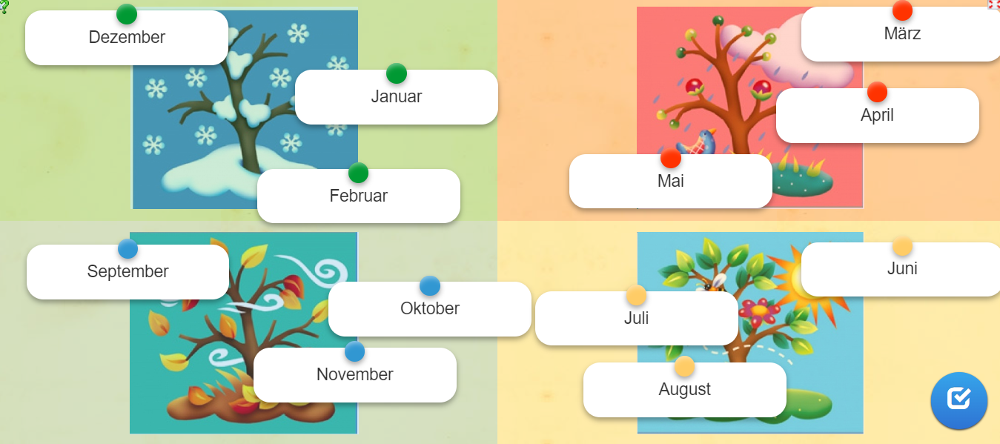 Dezember
Januar
Februar
März
April
Mai
September
Oktober
November
Juni
Juli
August